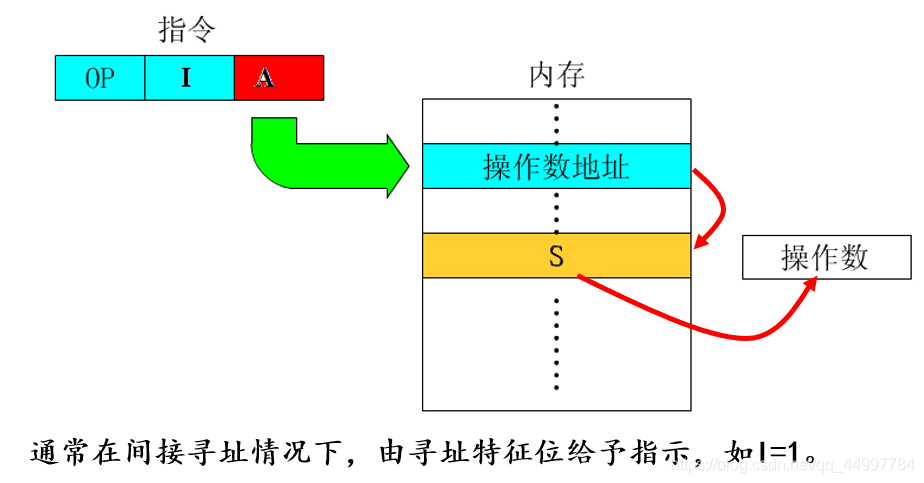 指令
OP I A
内存
操作数地址
S
操作数
通常在间接寻址情况下，由寻址特征位给予指示，如I=1。
https://blog.csdn.net/qq_44997784